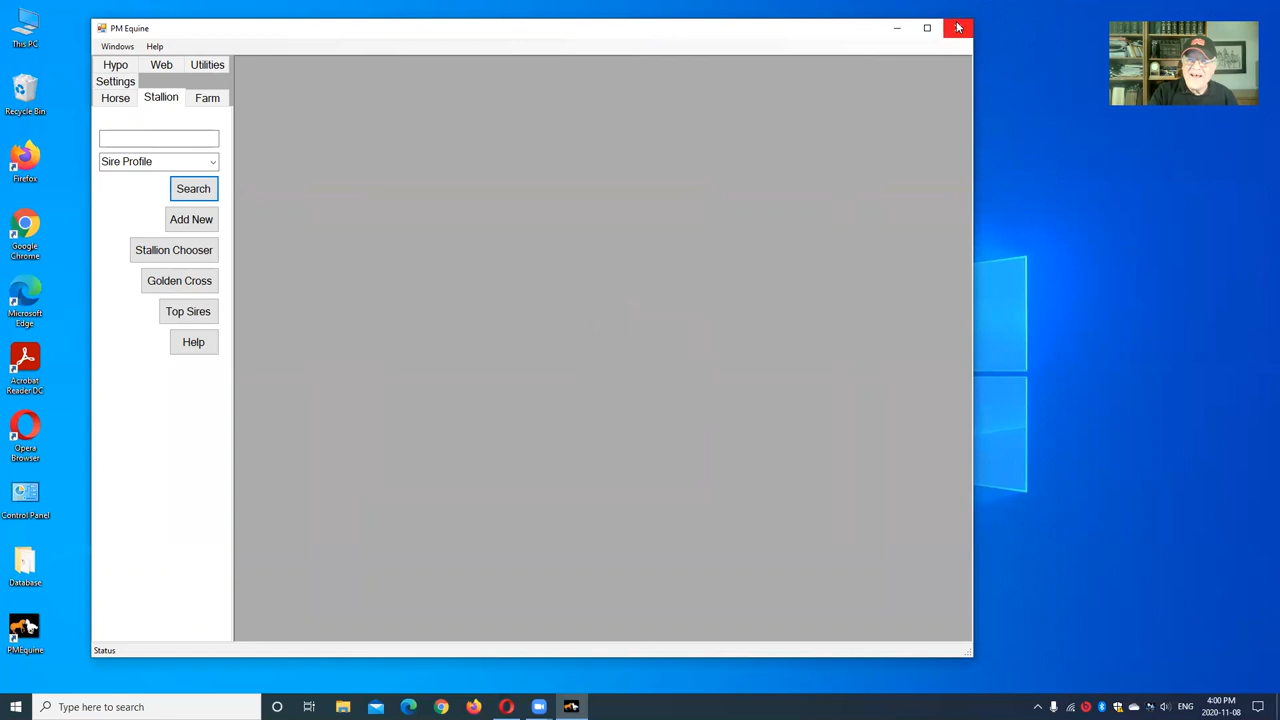 This PC
Recycle Bin
Firefox
Google
Chrome
Microsoft
Edge
Acrobat
Reader DC
Opera
Browser
Control Panel
Database
PMEquine
PM Equine
Windows Help
Hypo Web Utilities
Settings
Horse Stallion Farm
Sire Profile
Search
Add New
Stallion Chooser
Golden Cross
Top Sires
Help
Status
Type here to search
ENG
4:00 PM
2020-11-08